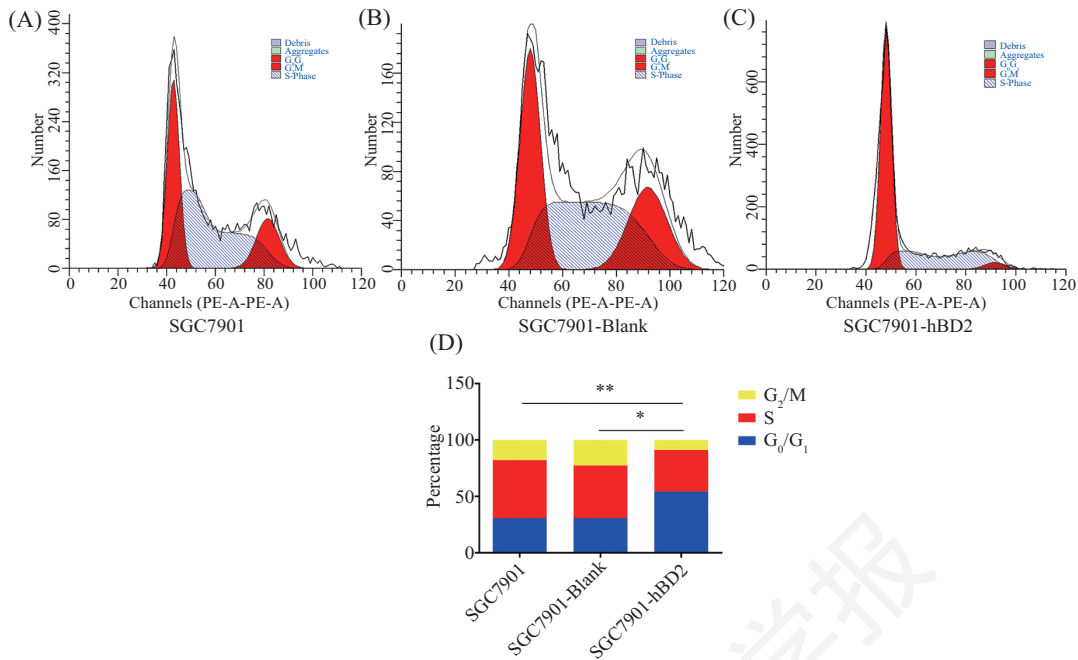 (A)
400
320
240
160
80
0
Number
0 20 40 60 80 100 120
Channels (PE-A-PE-A)
SGC7901
Debris
Aggregates
G₀G₁
G₂M
S-Phase
(B)
160
120
80
40
0
Number
0 20 40 60 80 100 120
Channels (PE-A-PE-A)
SGC7901-Blank
Debris
Aggregates
G₀G₁
G₂M
S-Phase
(C)
600
400
200
0
Number
0 20 40 60 80 100 120
Channels (PE-A-PE-A)
SGC7901-hBD2
Debris
Aggregates
G₀G₁
G₂M
S-Phase
(D)
150
100
50
0
Percentage
**
*
G₂/M
S
G₀/G₁
SGC7901
SGC7901-Blank
SGC7901-hBD2
学报